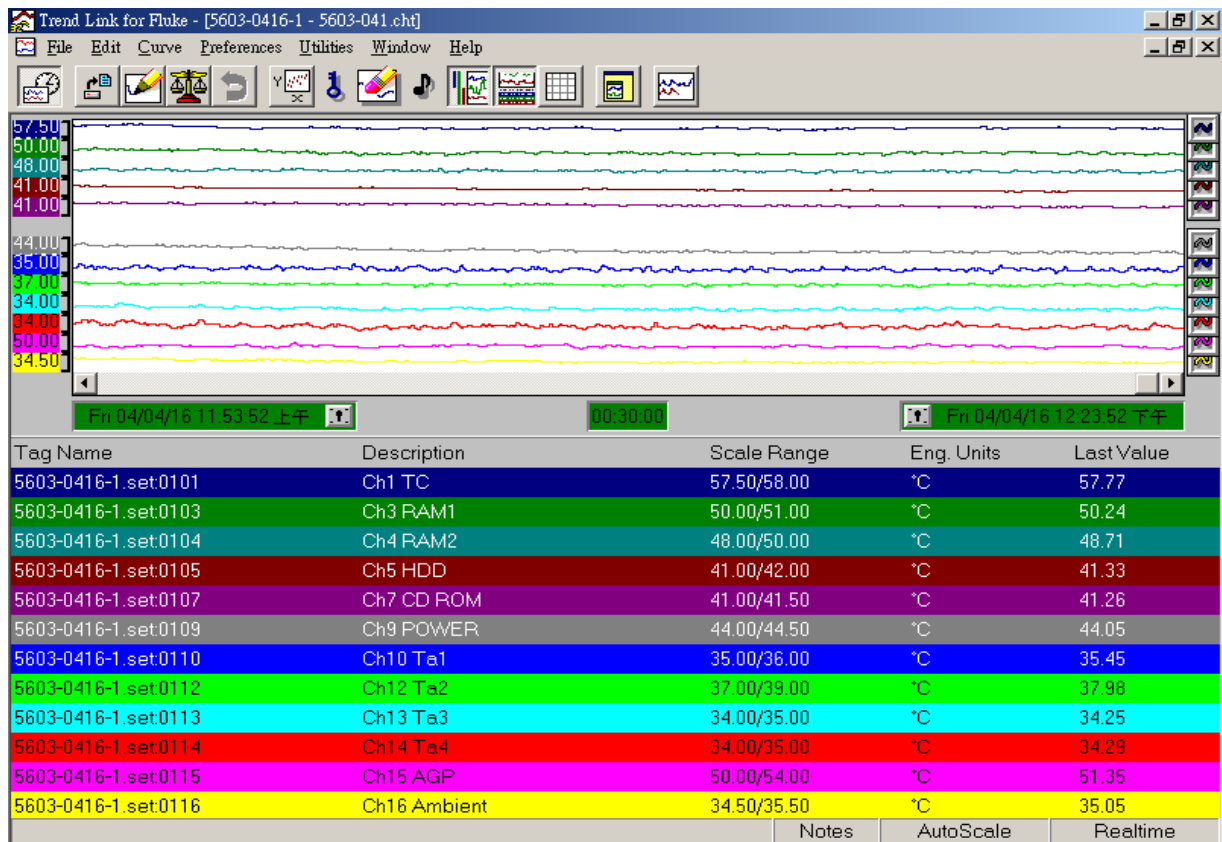 Trend Link for Fluke - [5603-0416-1 - 5603-041.cht]
File Edit Curve Preferences Utilities Window Help
57.50
50.00
48.00
41.00
41.00
44.00
35.00
37.00
34.00
34.00
50.00
34.50
Fri 04/04/16 11:53:52 上午 00:30:00 Fri 04/04/16 12:23:52 下午
Tag Name Description Scale Range Eng. Units Last Value
5603-0416-1.set:0101 Ch1 TC 57.50/58.00 °C 57.77
5603-0416-1.set:0103 Ch3 RAM1 50.00/51.00 °C 50.24
5603-0416-1.set:0104 Ch4 RAM2 48.00/50.00 °C 48.71
5603-0416-1.set:0105 Ch5 HDD 41.00/42.00 °C 41.33
5603-0416-1.set:0107 Ch7 CD ROM 41.00/41.50 °C 41.26
5603-0416-1.set:0109 Ch9 POWER 44.00/44.50 °C 44.05
5603-0416-1.set:0110 Ch10 Ta1 35.00/36.00 °C 35.45
5603-0416-1.set:0112 Ch12 Ta2 37.00/39.00 °C 37.98
5603-0416-1.set:0113 Ch13 Ta3 34.00/35.00 °C 34.25
5603-0416-1.set:0114 Ch14 Ta4 34.00/35.00 °C 34.29
5603-0416-1.set:0115 Ch15 AGP 50.00/54.00 °C 51.35
5603-0416-1.set:0116 Ch16 Ambient 34.50/35.50 °C 35.05
Notes AutoScale Realtime